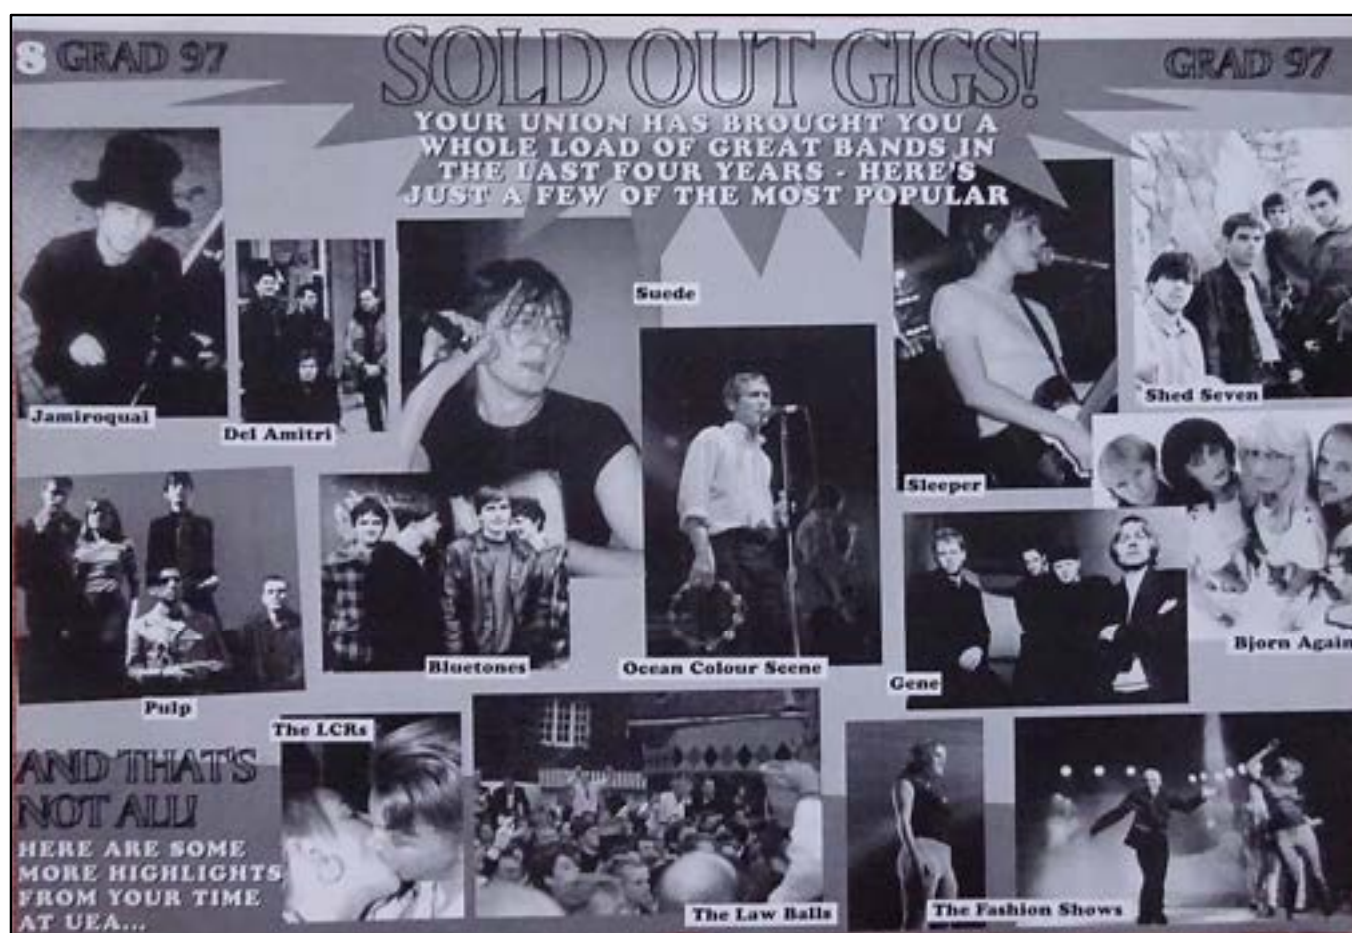 8 GRAD 97
SOLD OUT GIGS!
GRAD 97
YOUR UNION HAS BROUGHT YOU A
WHOLE LOAD OF GREAT BANDS IN
THE LAST FOUR YEARS - HERE'S
JUST A FEW OF THE MOST POPULAR
Suede
Jamiroquai
Del Amitri
Shed Seven
Sleeper
Bluetones
Ocean Colour Scene
Bjorn Again
Gene
Pulp
The LCRs
AND THAT'S
NOT ALL!
HERE ARE SOME
MORE HIGHLIGHTS
FROM YOUR TIME
AT UEA...
The Law Balls
The Fashion Shows